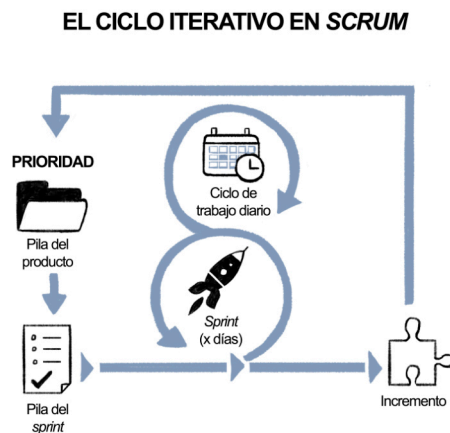 EL CICLO ITERATIVO EN SCRUM
PRIORIDAD
Pila del
producto
Ciclo de
trabajo diario
Sprint
(x días)
Pila del
sprint
Incremento